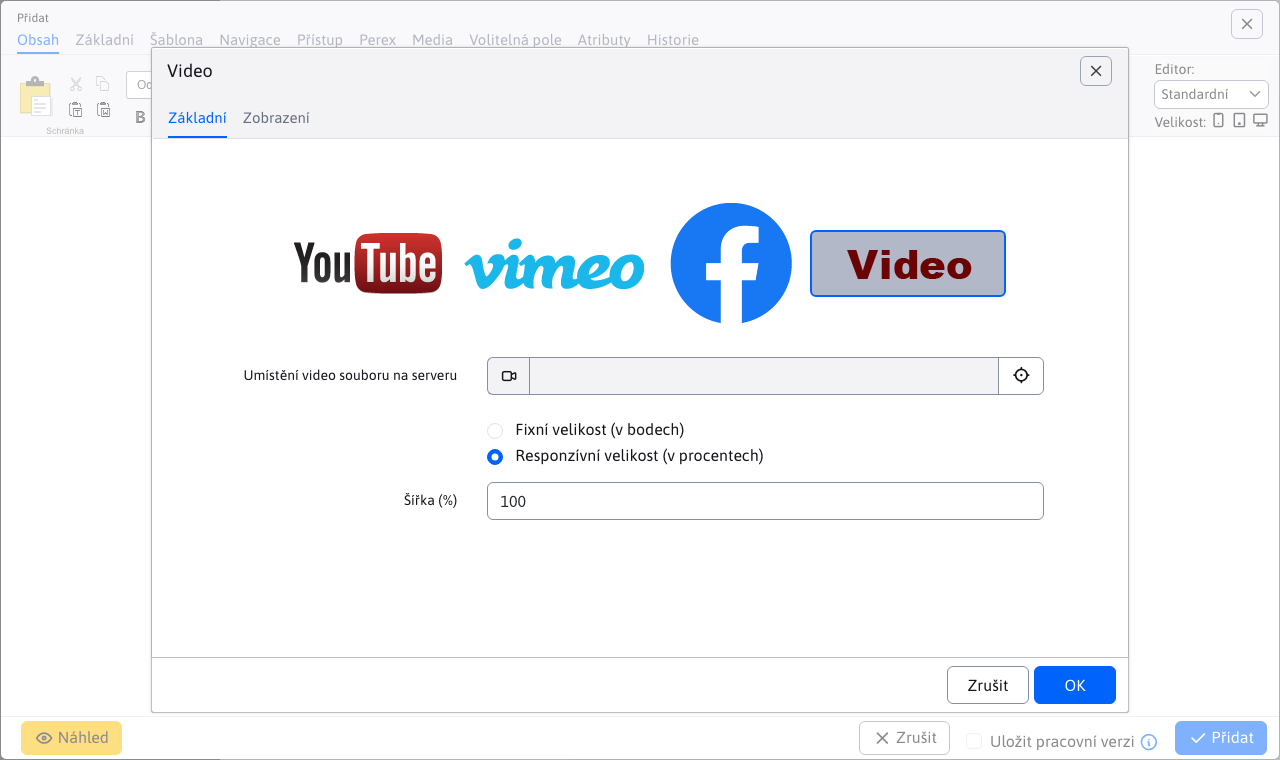 Přidat
Obsah Základní Šablona Navigace Přístup Perex Media Volitelná pole Atributy Historie
Video
Základní Zobrazení
Schránka
B
Editor:
Standardní
Velikost:
YouTube vimeo f Video
Umístění video souboru na serveru
Fixní velikost (v bodech)
Responzívní velikost (v procentech)
Šířka (%) 100
Zrušit OK
Náhled Zrušit Uložit pracovní verzi Přidat